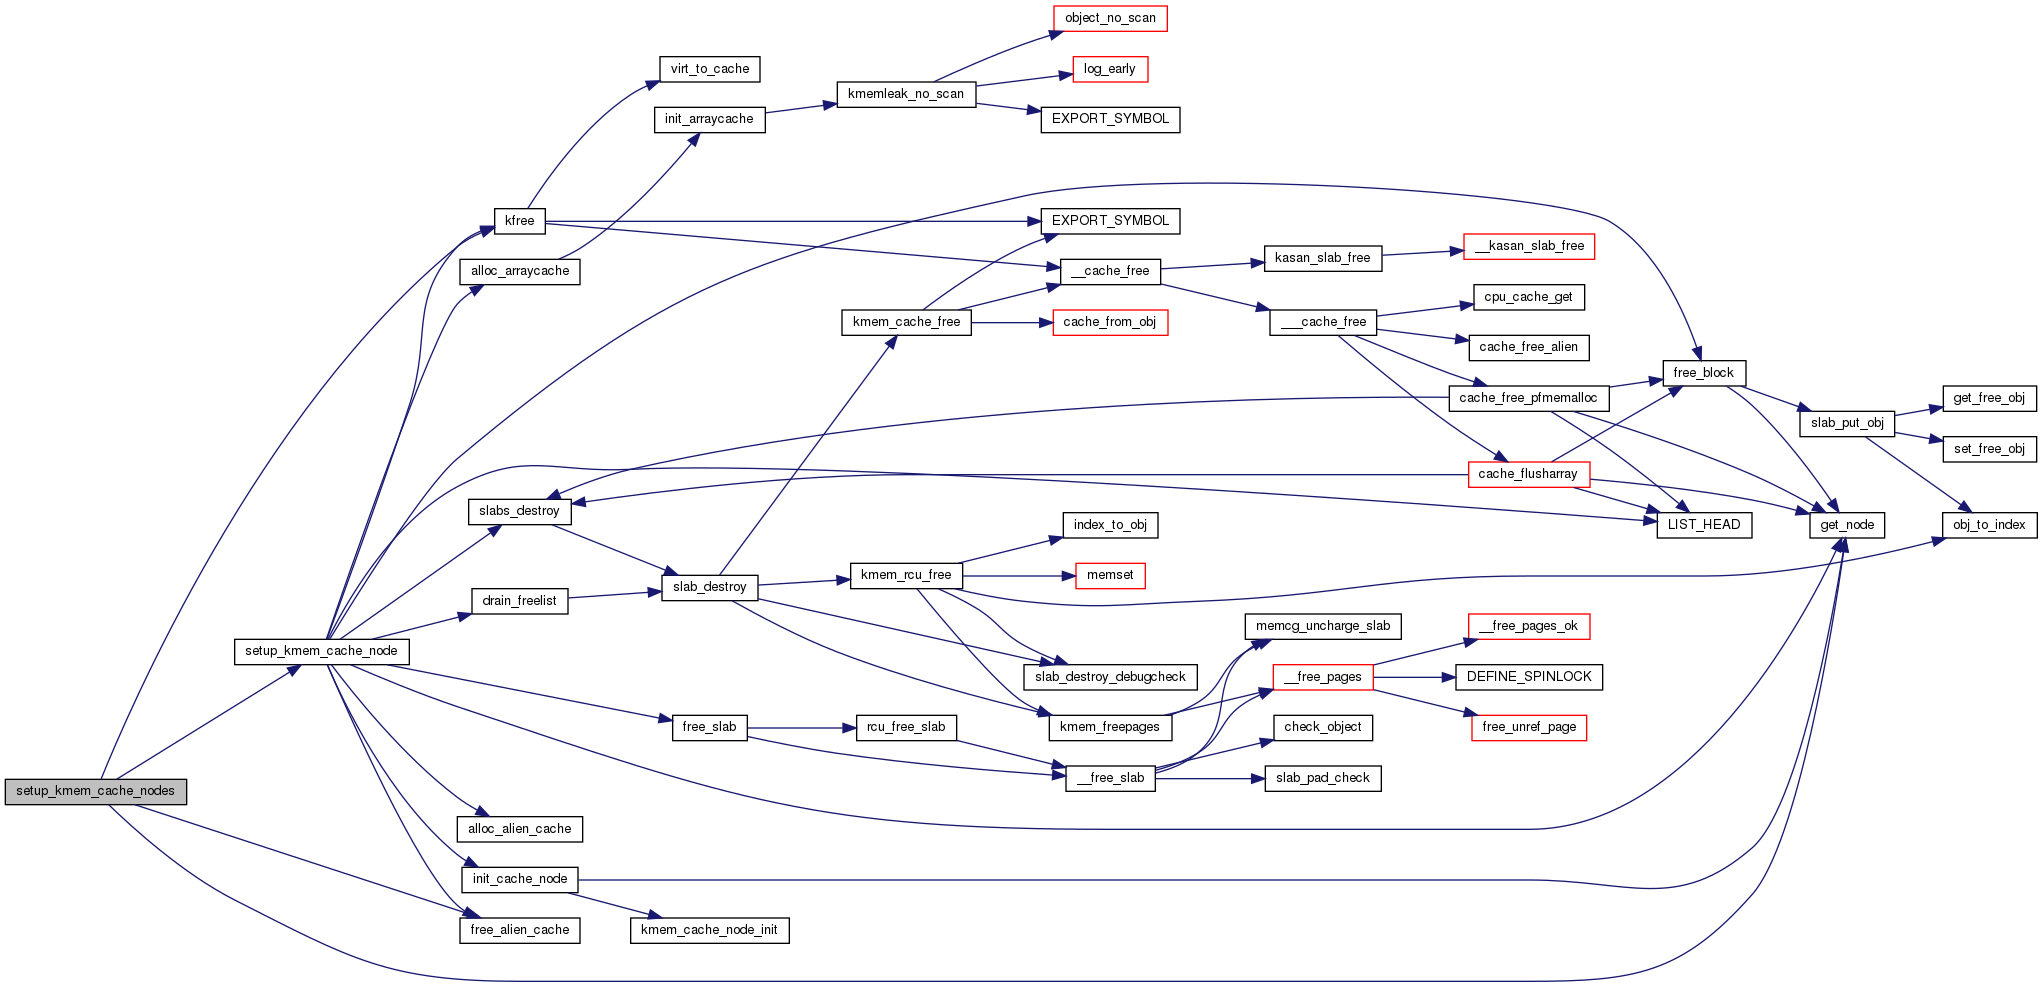 object_no_scan
virt_to_cache
log_early
kmemleak_no_scan
init_arraycache
EXPORT_SYMBOL
kfree
EXPORT_SYMBOL
__kasan_slab_free
kasan_slab_free
alloc_arraycache
__cache_free
cpu_cache_get
kmem_cache_free
cache_from_obj
___cache_free
cache_free_alien
free_block
cache_free_pfmemalloc
get_free_obj
slab_put_obj
set_free_obj
cache_flusharray
slabs_destroy
index_to_obj
LIST_HEAD
get_node
obj_to_index
kmem_rcu_free
memset
slab_destroy
drain_freelist
memcg_uncharge_slab
__free_pages_ok
setup_kmem_cache_node
slab_destroy_debugcheck
__free_pages
DEFINE_SPINLOCK
free_slab
rcu_free_slab
kmem_freepages
check_object
free_unref_page
__free_slab
slab_pad_check
setup_kmem_cache_nodes
alloc_alien_cache
init_cache_node
free_alien_cache
kmem_cache_node_init